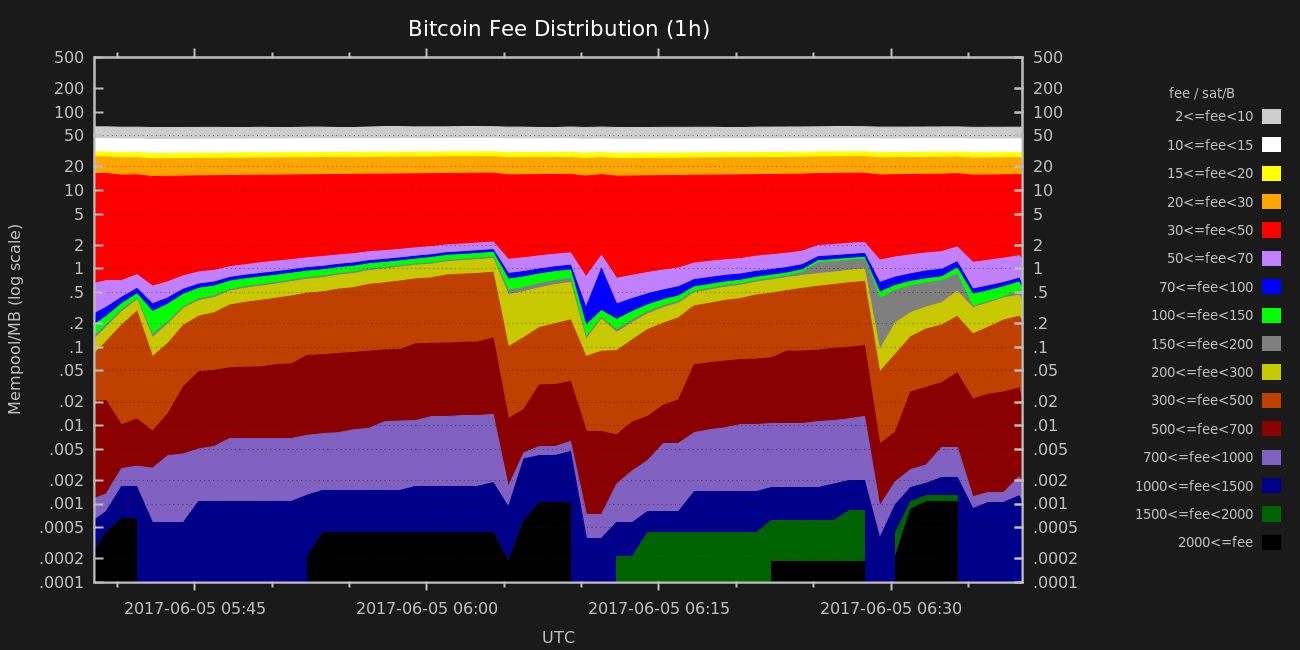 Bitcoin Fee Distribution (1h)
Mempool/MB (log scale)
500
200
100
50
20
10
5
2
1
.5
.2
.1
.05
.02
.01
.005
.002
.001
.0005
.0002
.0001
500
200
100
50
20
10
5
2
1
.5
.2
.1
.05
.02
.01
.005
.002
.001
.0005
.0002
.0001
2017-06-05 05:45
2017-06-05 06:00
2017-06-05 06:15
2017-06-05 06:30
UTC
fee / sat/B
2<=fee<10
10<=fee<15
15<=fee<20
20<=fee<30
30<=fee<50
50<=fee<70
70<=fee<100
100<=fee<150
150<=fee<200
200<=fee<300
300<=fee<500
500<=fee<700
700<=fee<1000
1000<=fee<1500
1500<=fee<2000
2000<=fee